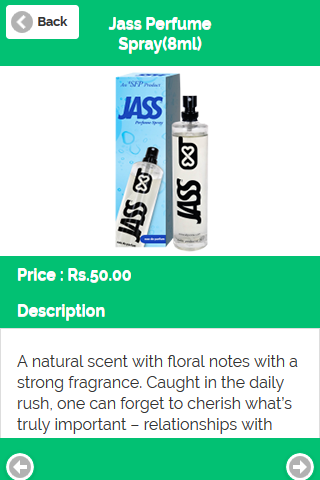 Back
Jass Perfume
Spray(8ml)
An "SFP" Product
JASS
Perfume Spray
JASS
JASS
eau de parfum
Price : Rs.50.00
Description
A natural scent with floral notes with a
strong fragrance. Caught in the daily
rush, one can forget to cherish what's
truly important – relationships with